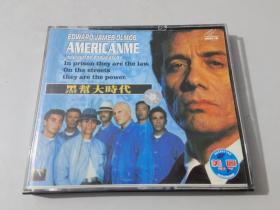 EDWARD JAMES OLMOS
AMERICANME
In prison they are the law.
On the streets
they are the power.
黑幫大時代